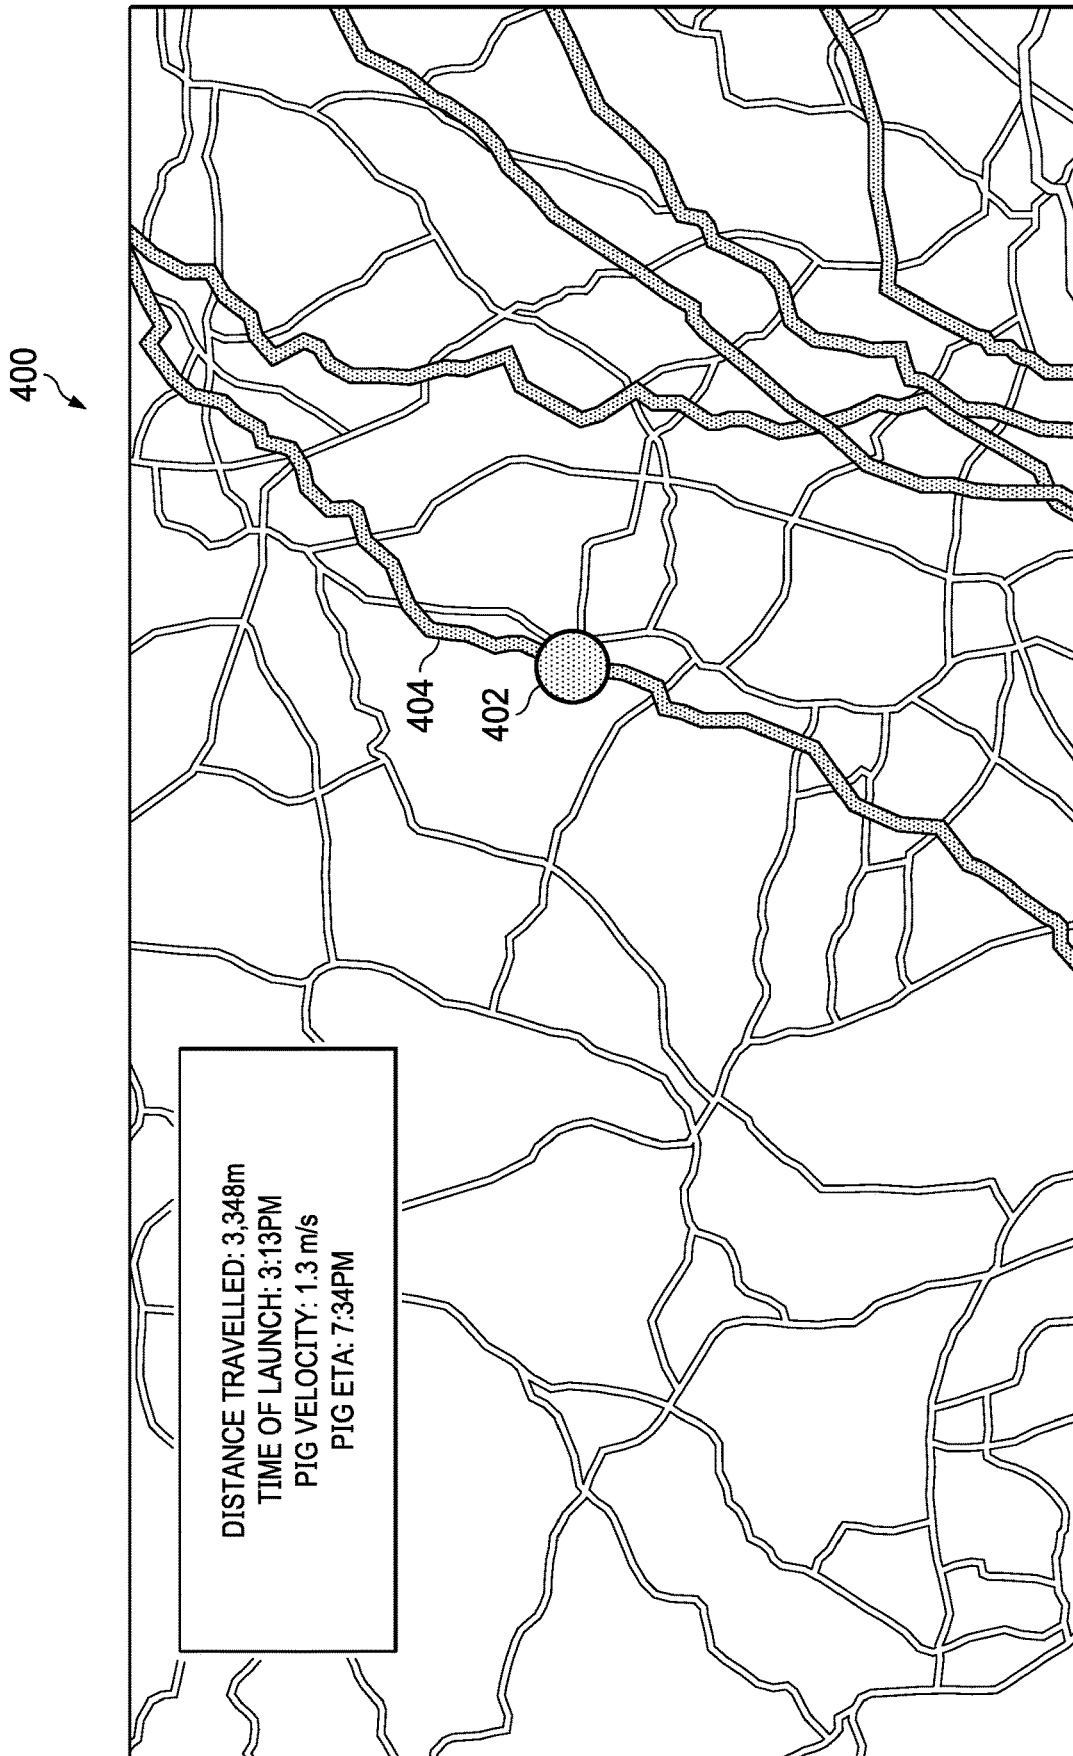 400
DISTANCE TRAVELLED: 3,348m
TIME OF LAUNCH: 3:13PM
PIG VELOCITY: 1.3 m/s
PIG ETA: 7:34PM
404
402